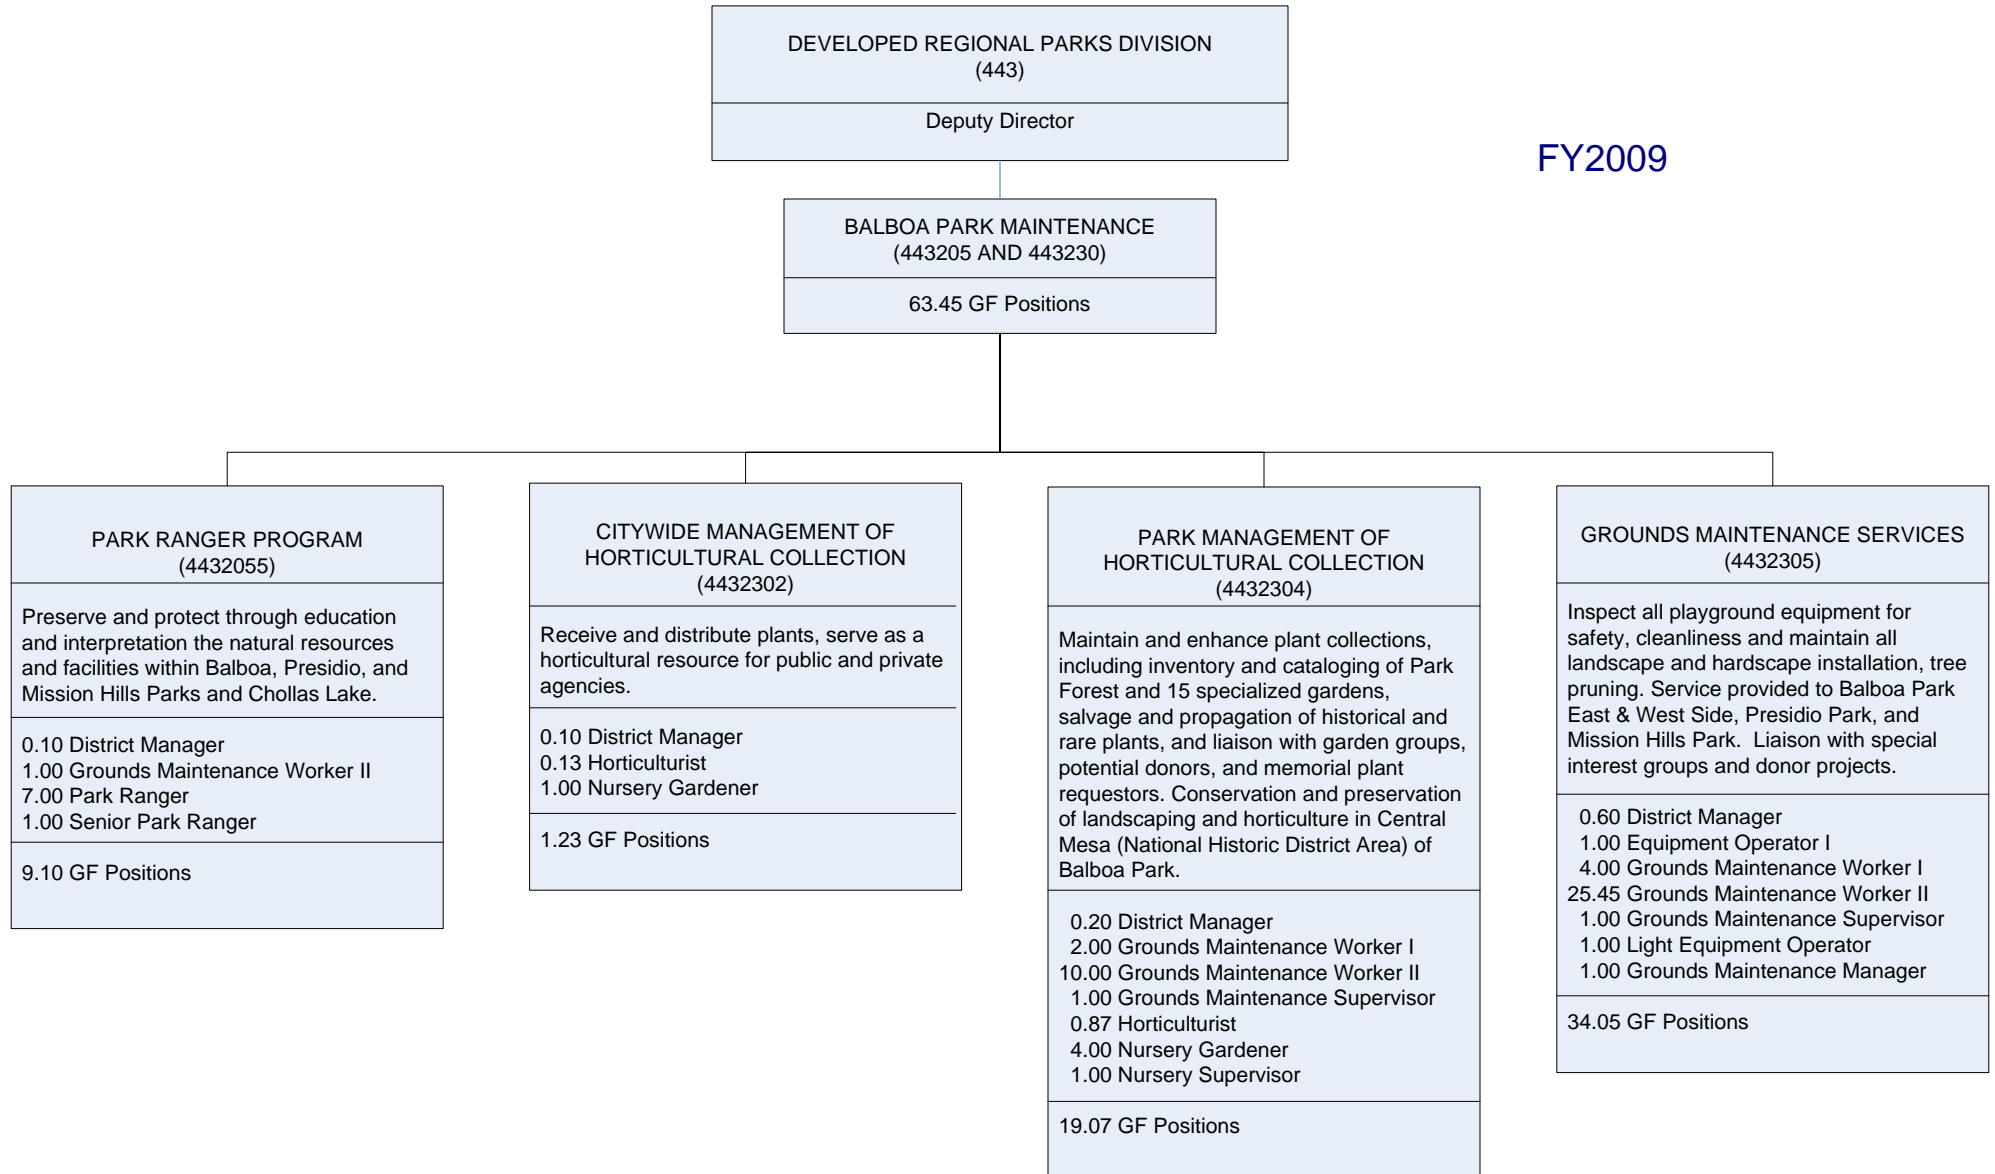 DEVELOPED REGIONAL PARKS DIVISION
(443)
Deputy Director
FY2009
BALBOA PARK MAINTENANCE
(443205 AND 443230)
63.45 GF Positions
PARK RANGER PROGRAM
(4432055)
Preserve and protect through education
and interpretation the natural resources
and facilities within Balboa, Presidio, and
Mission Hills Parks and Chollas Lake.
0.10 District Manager
1.00 Grounds Maintenance Worker II
7.00 Park Ranger
1.00 Senior Park Ranger
9.10 GF Positions
CITYWIDE MANAGEMENT OF
HORTICULTURAL COLLECTION
(4432302)
Receive and distribute plants, serve as a
horticultural resource for public and private
agencies.
0.10 District Manager
0.13 Horticulturist
1.00 Nursery Gardener
1.23 GF Positions
PARK MANAGEMENT OF
HORTICULTURAL COLLECTION
(4432304)
Maintain and enhance plant collections,
including inventory and cataloging of Park
Forest and 15 specialized gardens,
salvage and propagation of historical and
rare plants, and liaison with garden groups,
potential donors, and memorial plant
requestors. Conservation and preservation
of landscaping and horticulture in Central
Mesa (National Historic District Area) of
Balboa Park.
0.20 District Manager
2.00 Grounds Maintenance Worker I
10.00 Grounds Maintenance Worker II
1.00 Grounds Maintenance Supervisor
0.87 Horticulturist
4.00 Nursery Gardener
1.00 Nursery Supervisor
19.07 GF Positions
GROUNDS MAINTENANCE SERVICES
(4432305)
Inspect all playground equipment for
safety, cleanliness and maintain all
landscape and hardscape installation, tree
pruning. Service provided to Balboa Park
East & West Side, Presidio Park, and
Mission Hills Park.  Liaison with special
interest groups and donor projects.
0.60 District Manager
1.00 Equipment Operator I
4.00 Grounds Maintenance Worker I
25.45 Grounds Maintenance Worker II
1.00 Grounds Maintenance Supervisor
1.00 Light Equipment Operator
1.00 Grounds Maintenance Manager
34.05 GF Positions